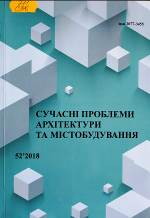 СУЧАСНІ ПРОБЛЕМИ
АРХІТЕКТУРИ
ТА МІСТОБУДУВАННЯ
52'2018